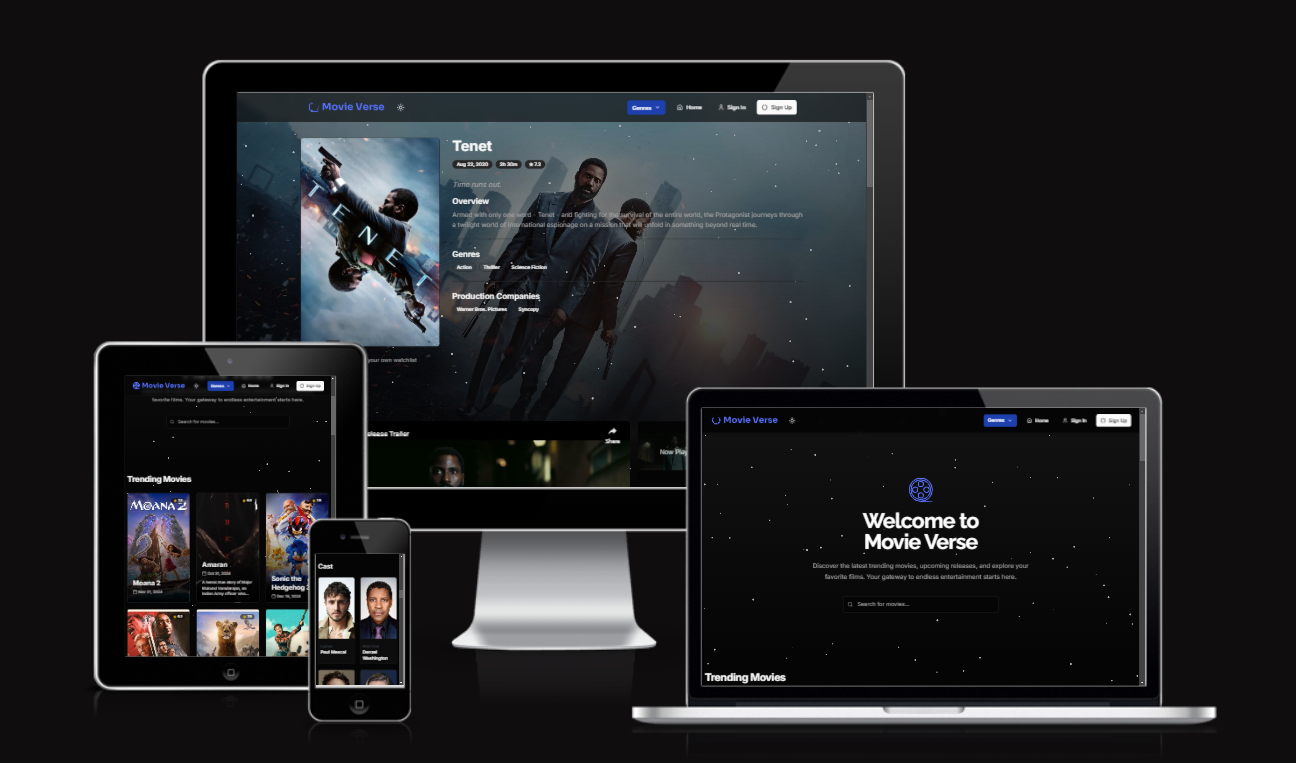 Movie Verse
Genres
Home
Sign In
Sign Up
TENET
Tenet
Aug 22, 2020
2h 30m
7.2
Time runs out.
Overview
Armed with only one word - Tenet - and fighting for the survival of the entire world, the Protagonist journeys through
a twilight world of international espionage on a mission that will unfold in something beyond real time.
Genres
Action
Thriller
Science Fiction
Production Companies
Warner Bros. Pictures
Syncopy
your own watchlist
elease Trailer
Share
Now Play
Movie Verse
Genres
Home
Sign In
Sign Up
favorite films. Your gateway to endless entertainment starts here.
Search for movies...
Trending Movies
MOANA 2
Moana 2
Nov 21, 2024
Amaran
Oct 31, 2024
A heroic true story of Major
Indian Army officer who...
Sonic the
Hedgehog 3
Dec 19, 2024
Cast
Paul Mescal
Denzel
Washington
Movie Verse
Genres
Home
Sign In
Sign Up
Welcome to
Movie Verse
Discover the latest trending movies, upcoming releases, and explore your
favorite films. Your gateway to endless entertainment starts here.
Search for movies...
Trending Movies